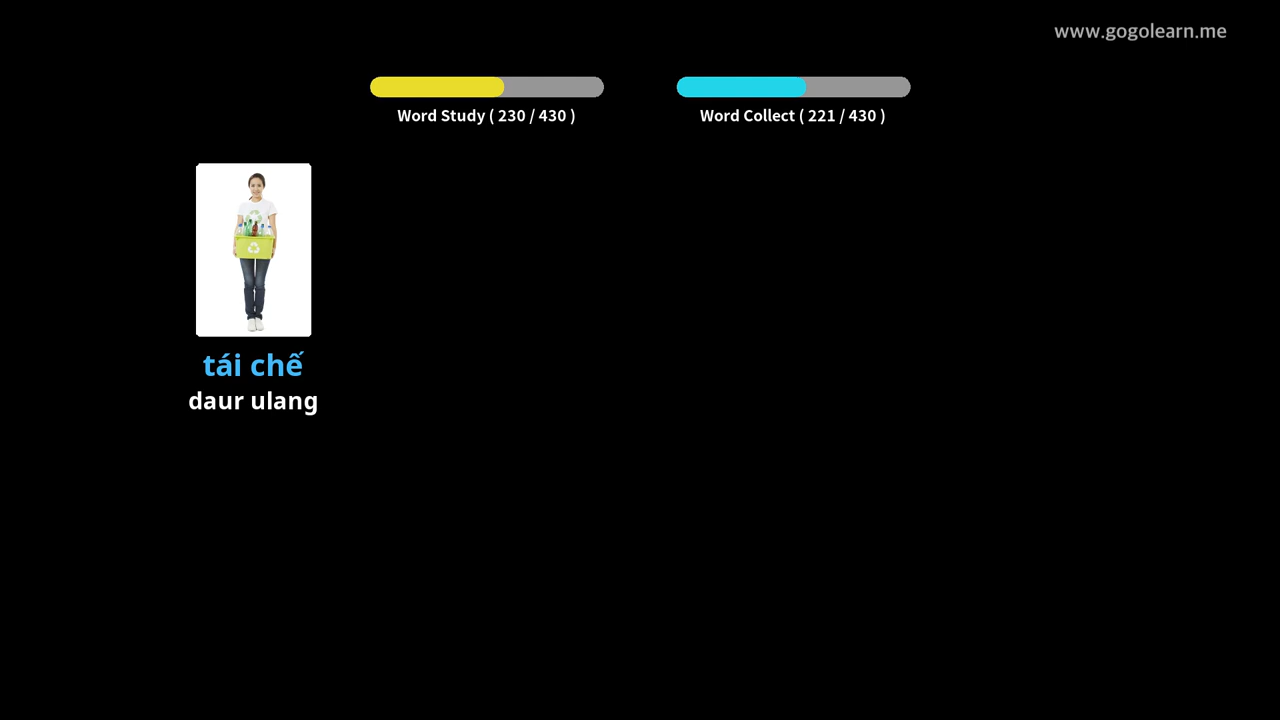 www.gogolearn.me
Word Study ( 230 / 430 )
Word Collect ( 221 / 430 )
tái chế
daur ulang